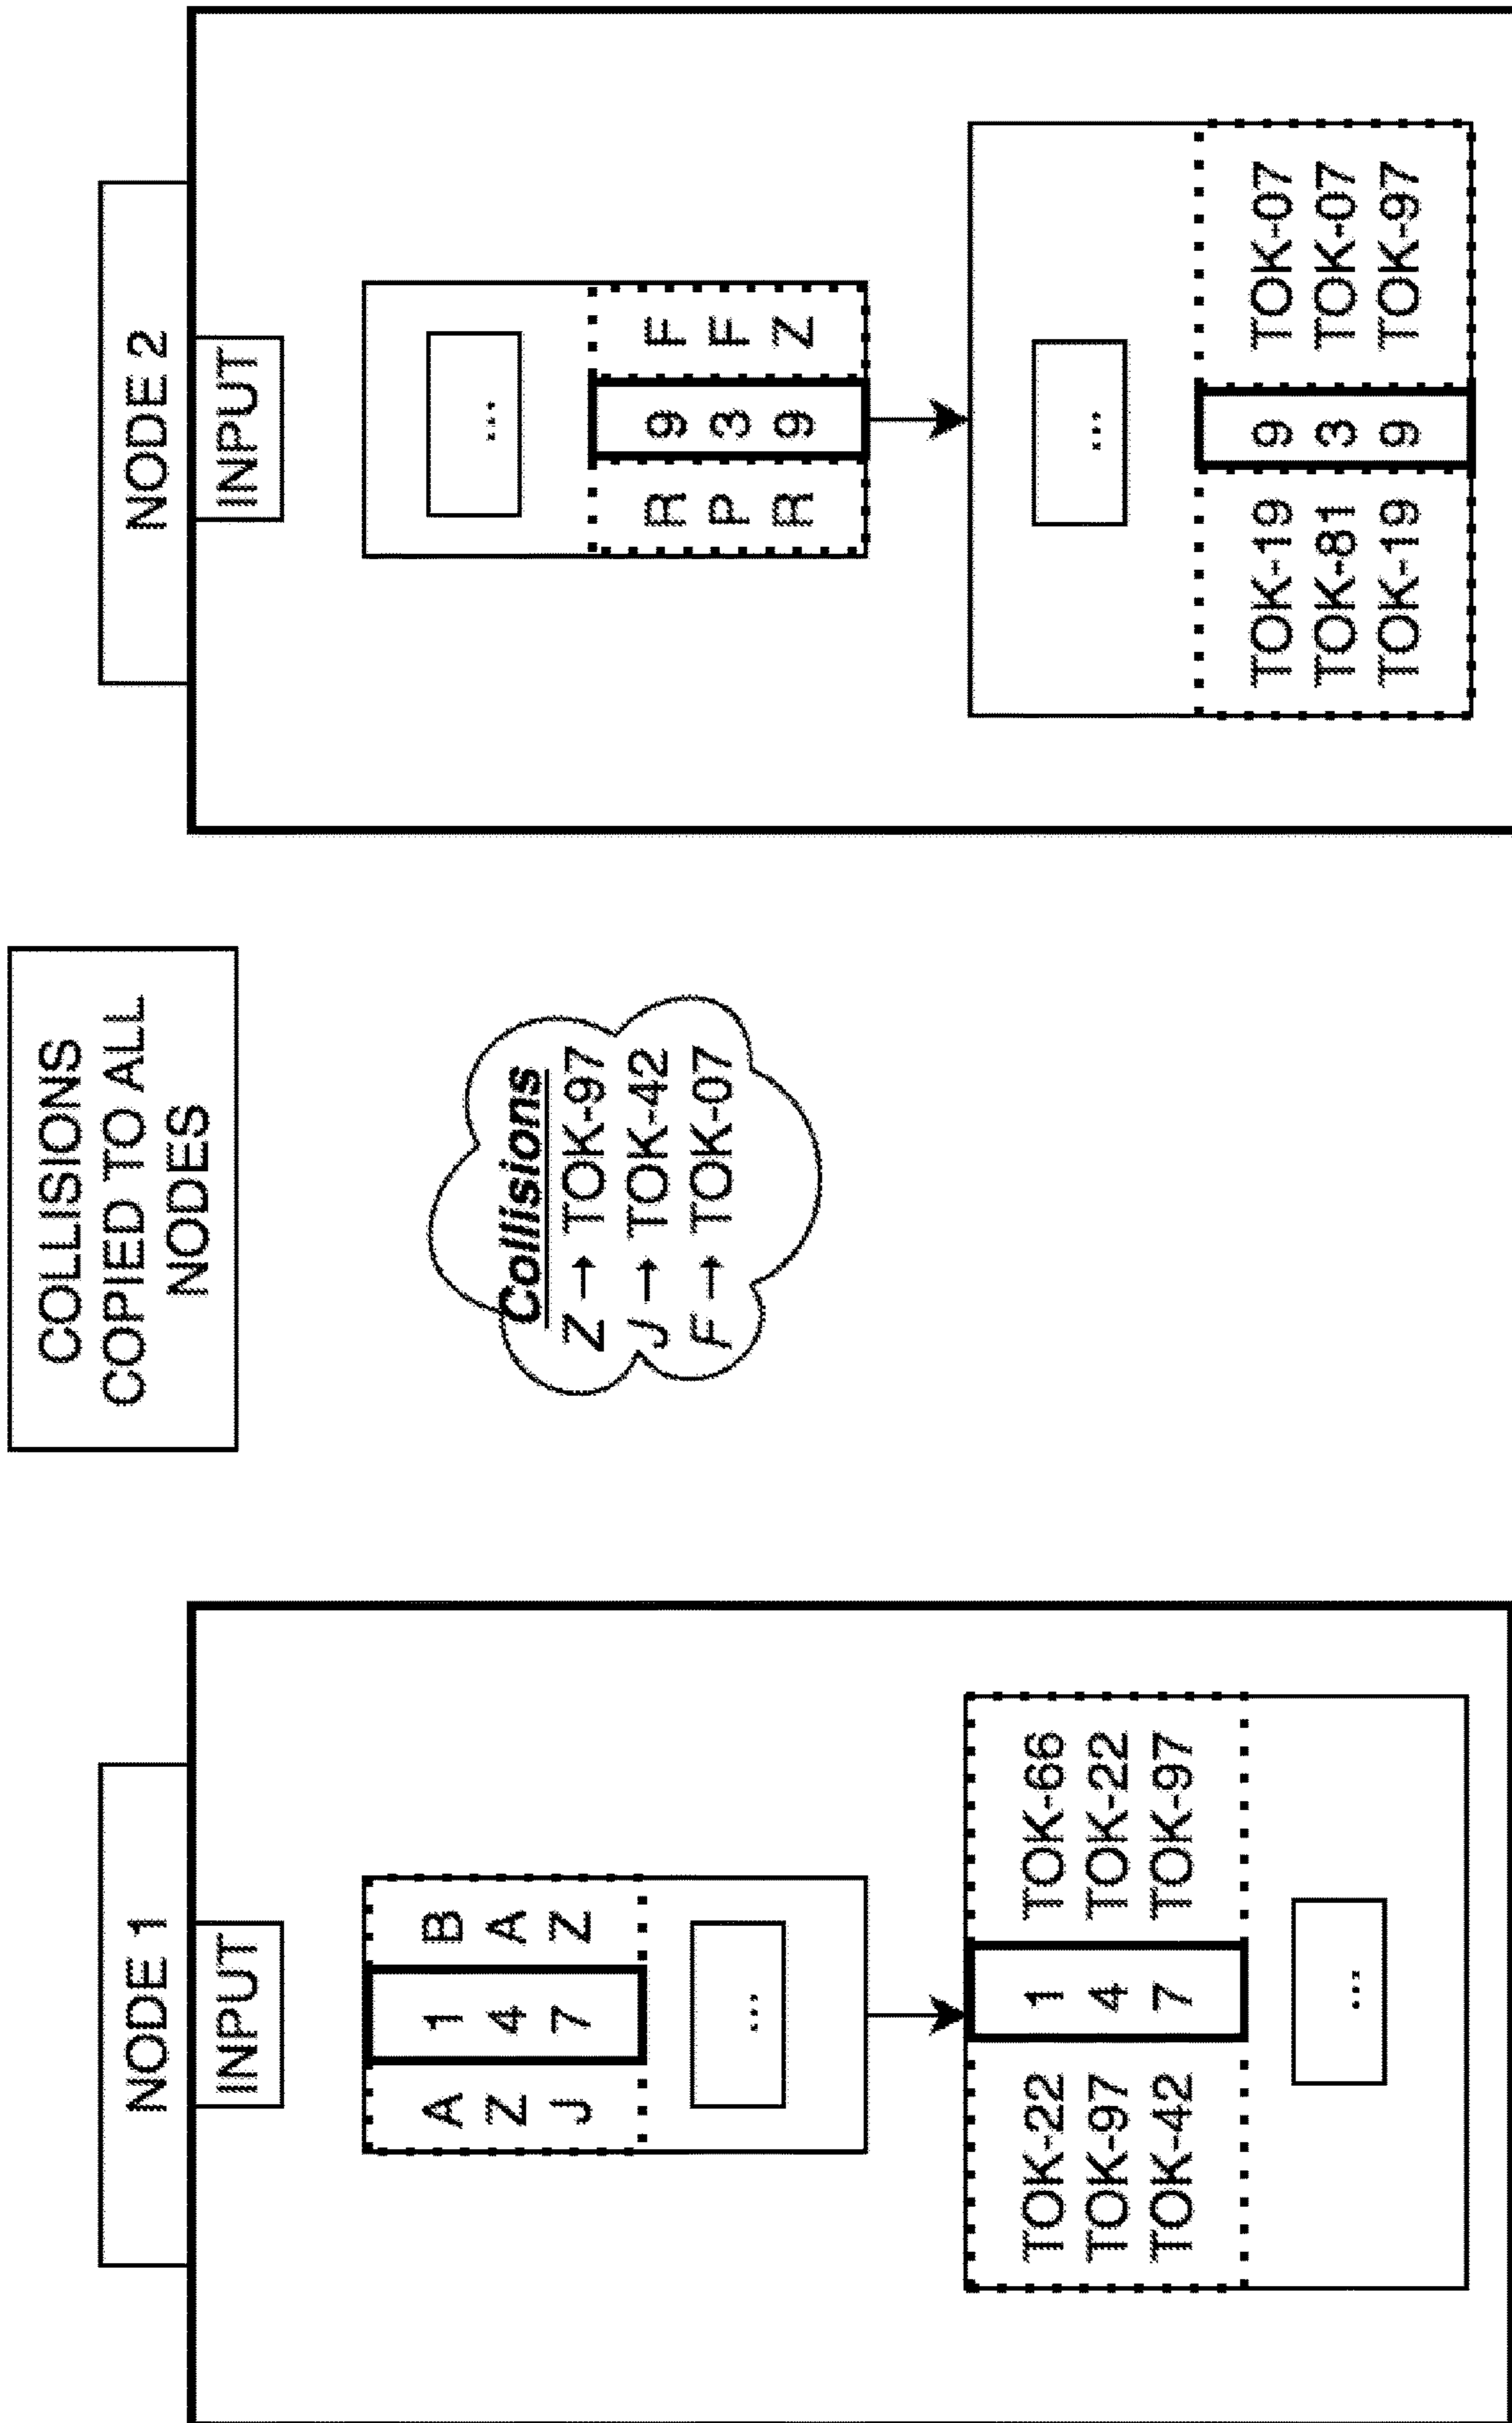 NODE 1
INPUT
A 1 B
Z 4 A
J 7 Z
...
TOK-22 1 TOK-66
TOK-97 4 TOK-22
TOK-42 7 TOK-97
...
COLLISIONS
COPIED TO ALL
NODES
Collisions
Z → TOK-97
J → TOK-42
F → TOK-07
NODE 2
INPUT
...
R 9 F
P 3 F
R 9 Z
...
TOK-19 9 TOK-07
TOK-81 3 TOK-07
TOK-19 9 TOK-97